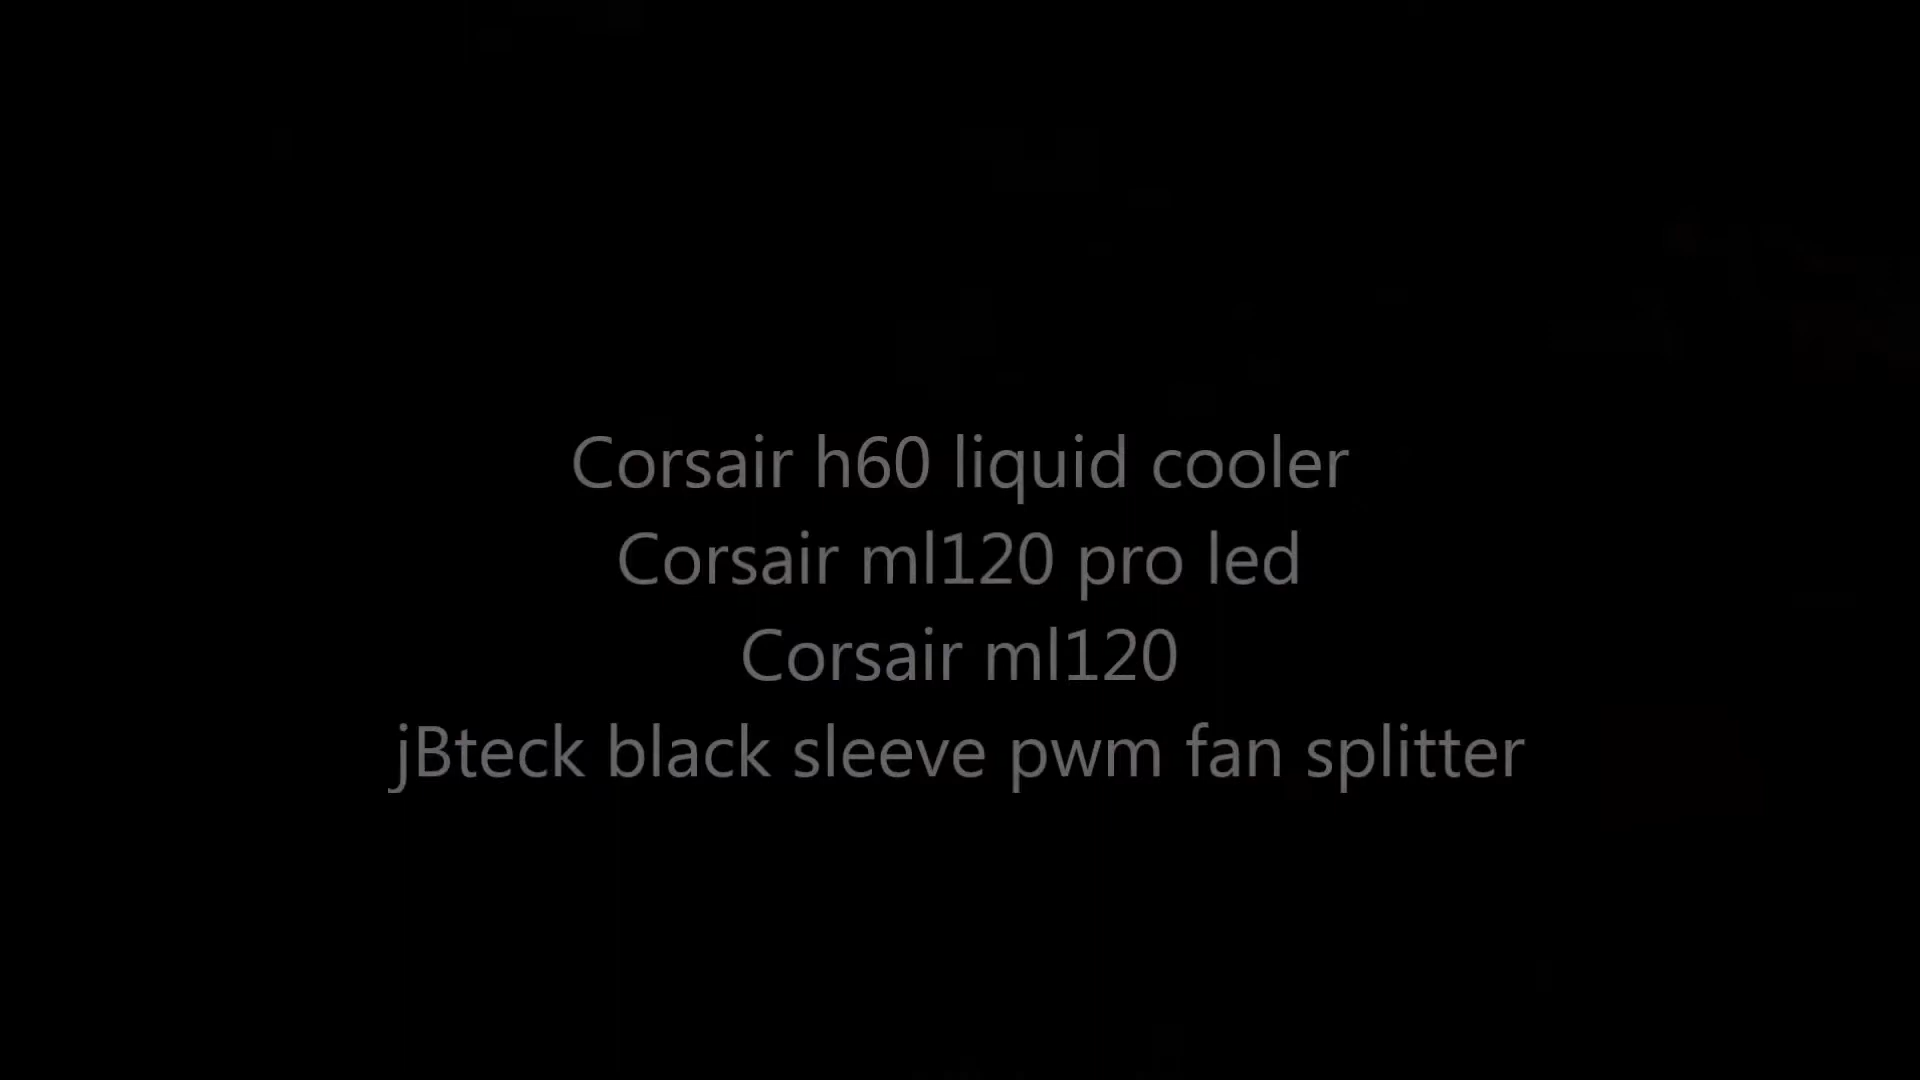 Corsair h60 liquid cooler
Corsair ml120 pro led
Corsair ml120
jBteck black sleeve pwm fan splitter